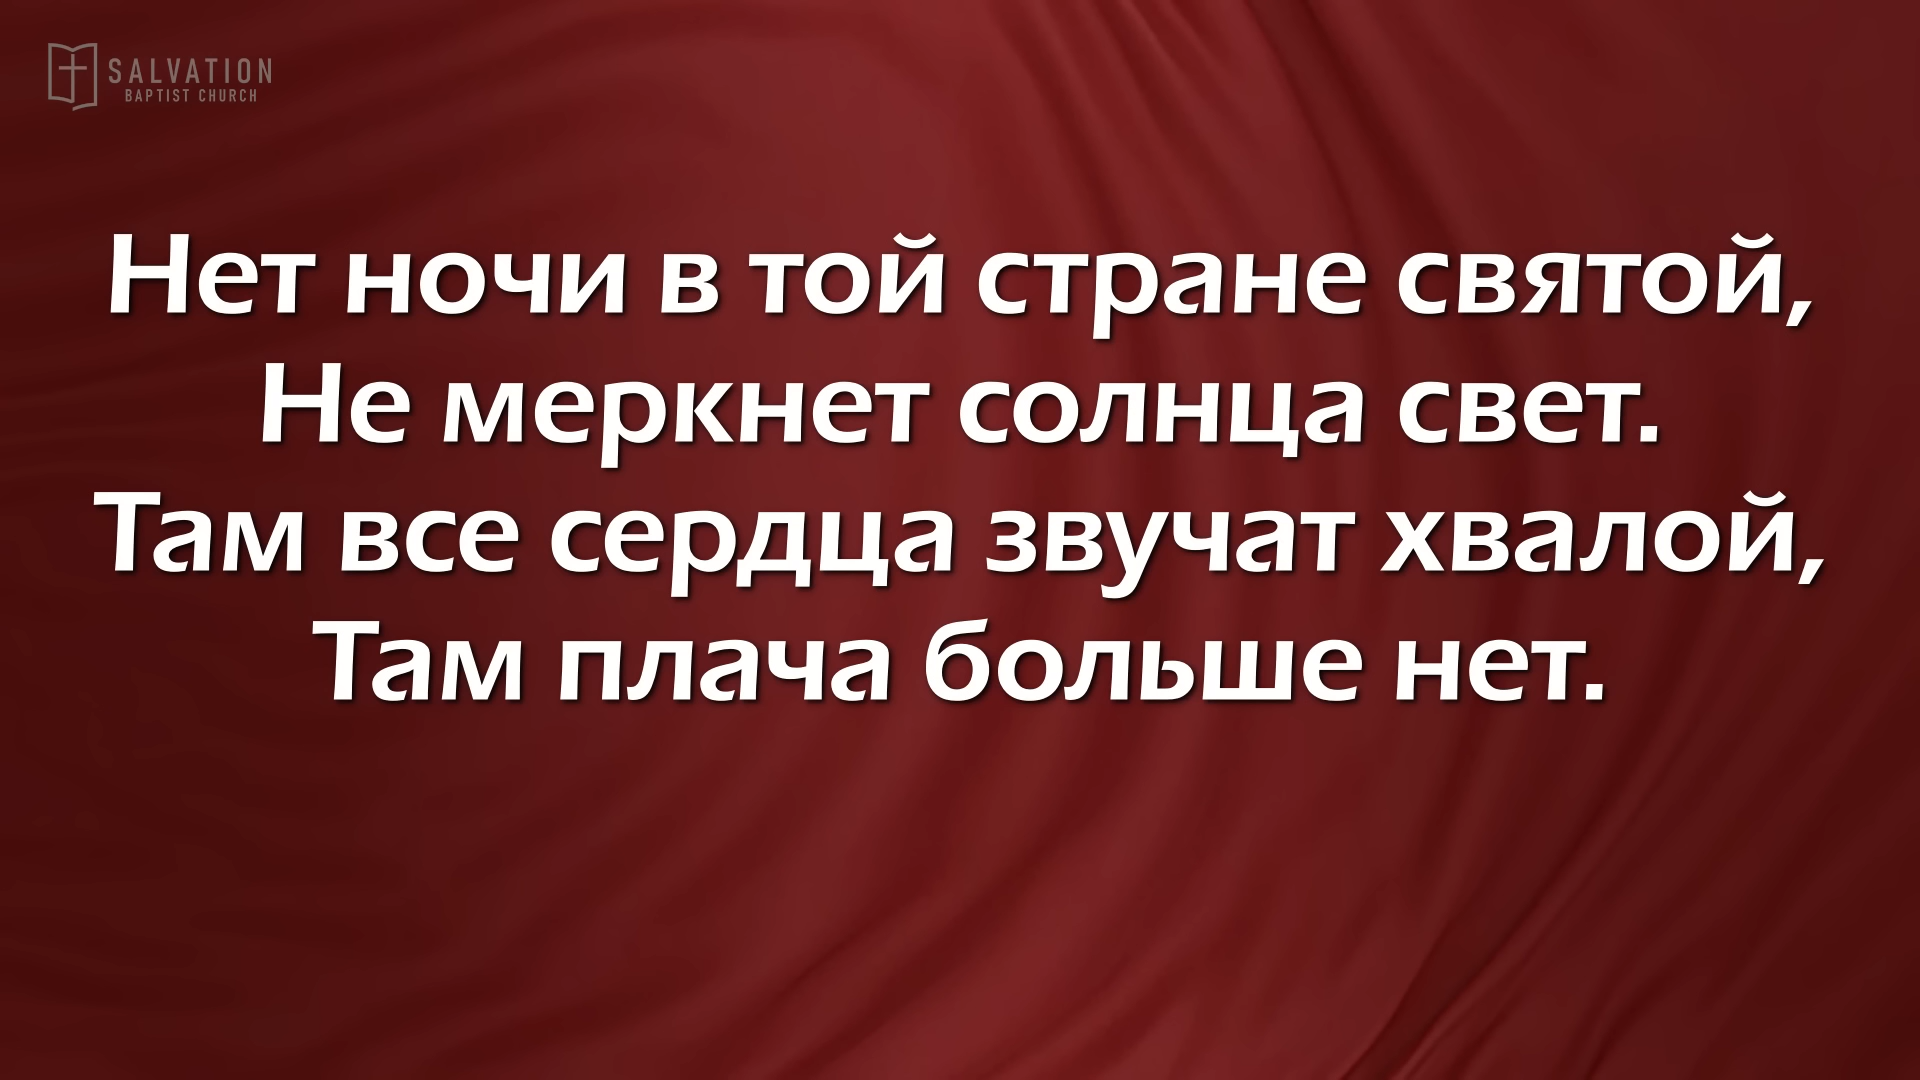 SALVATION
BAPTIST CHURCH
Нет ночи в той стране святой,
Не меркнет солнца свет.
Там все сердца звучат хвалой,
Там плача больше нет.